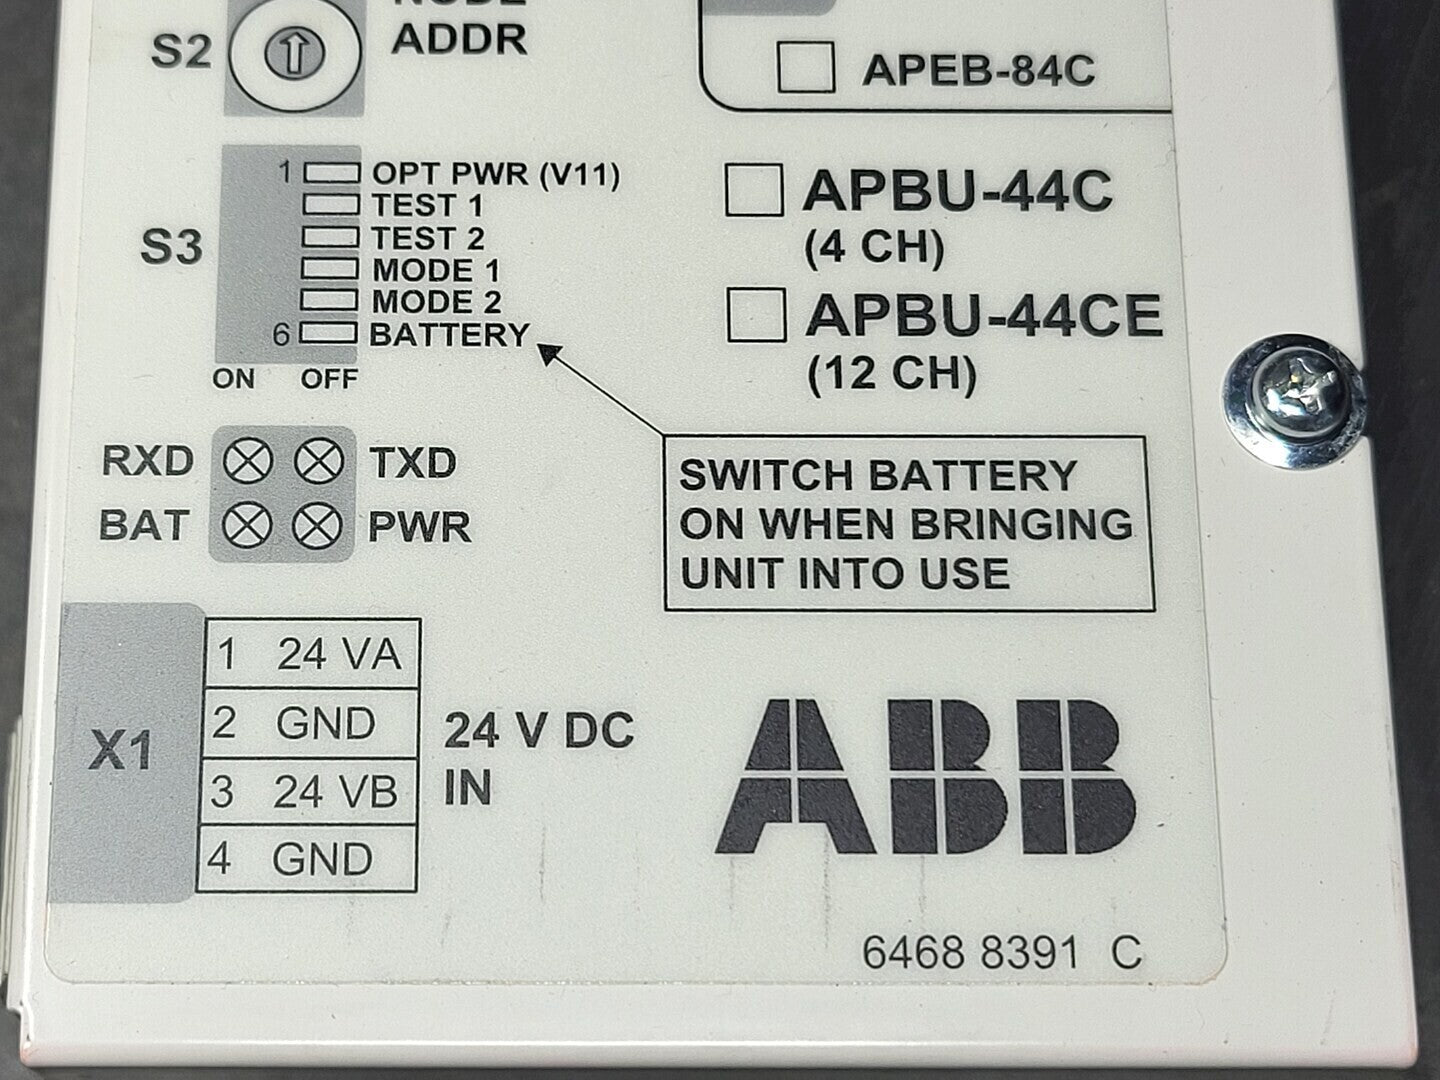 NODE
S2
ADDR
APEB-84C
S3
1 OPT PWR (V11)
TEST 1
TEST 2
MODE 1
MODE 2
6 BATTERY
ON OFF
APBU-44C
(4 CH)
APBU-44CE
(12 CH)
RXD TXD
BAT PWR
SWITCH BATTERY
ON WHEN BRINGING
UNIT INTO USE
X1
1 24 VA
2 GND
3 24 VB
4 GND
24 V DC
IN
ABB
6468 8391 C